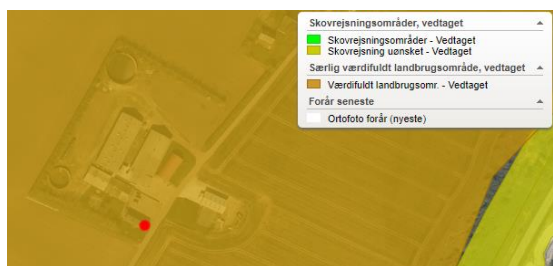 Skovrejsningsområder, vedtaget
Skovrejsningsområder - Vedtaget
Skovrejsning uønsket - Vedtaget
Særlig værdifuldt landbrugsområde, vedtaget
Værdifuldt landbrugsomr. - Vedtaget
Forår seneste
Ortofoto forår (nyeste)